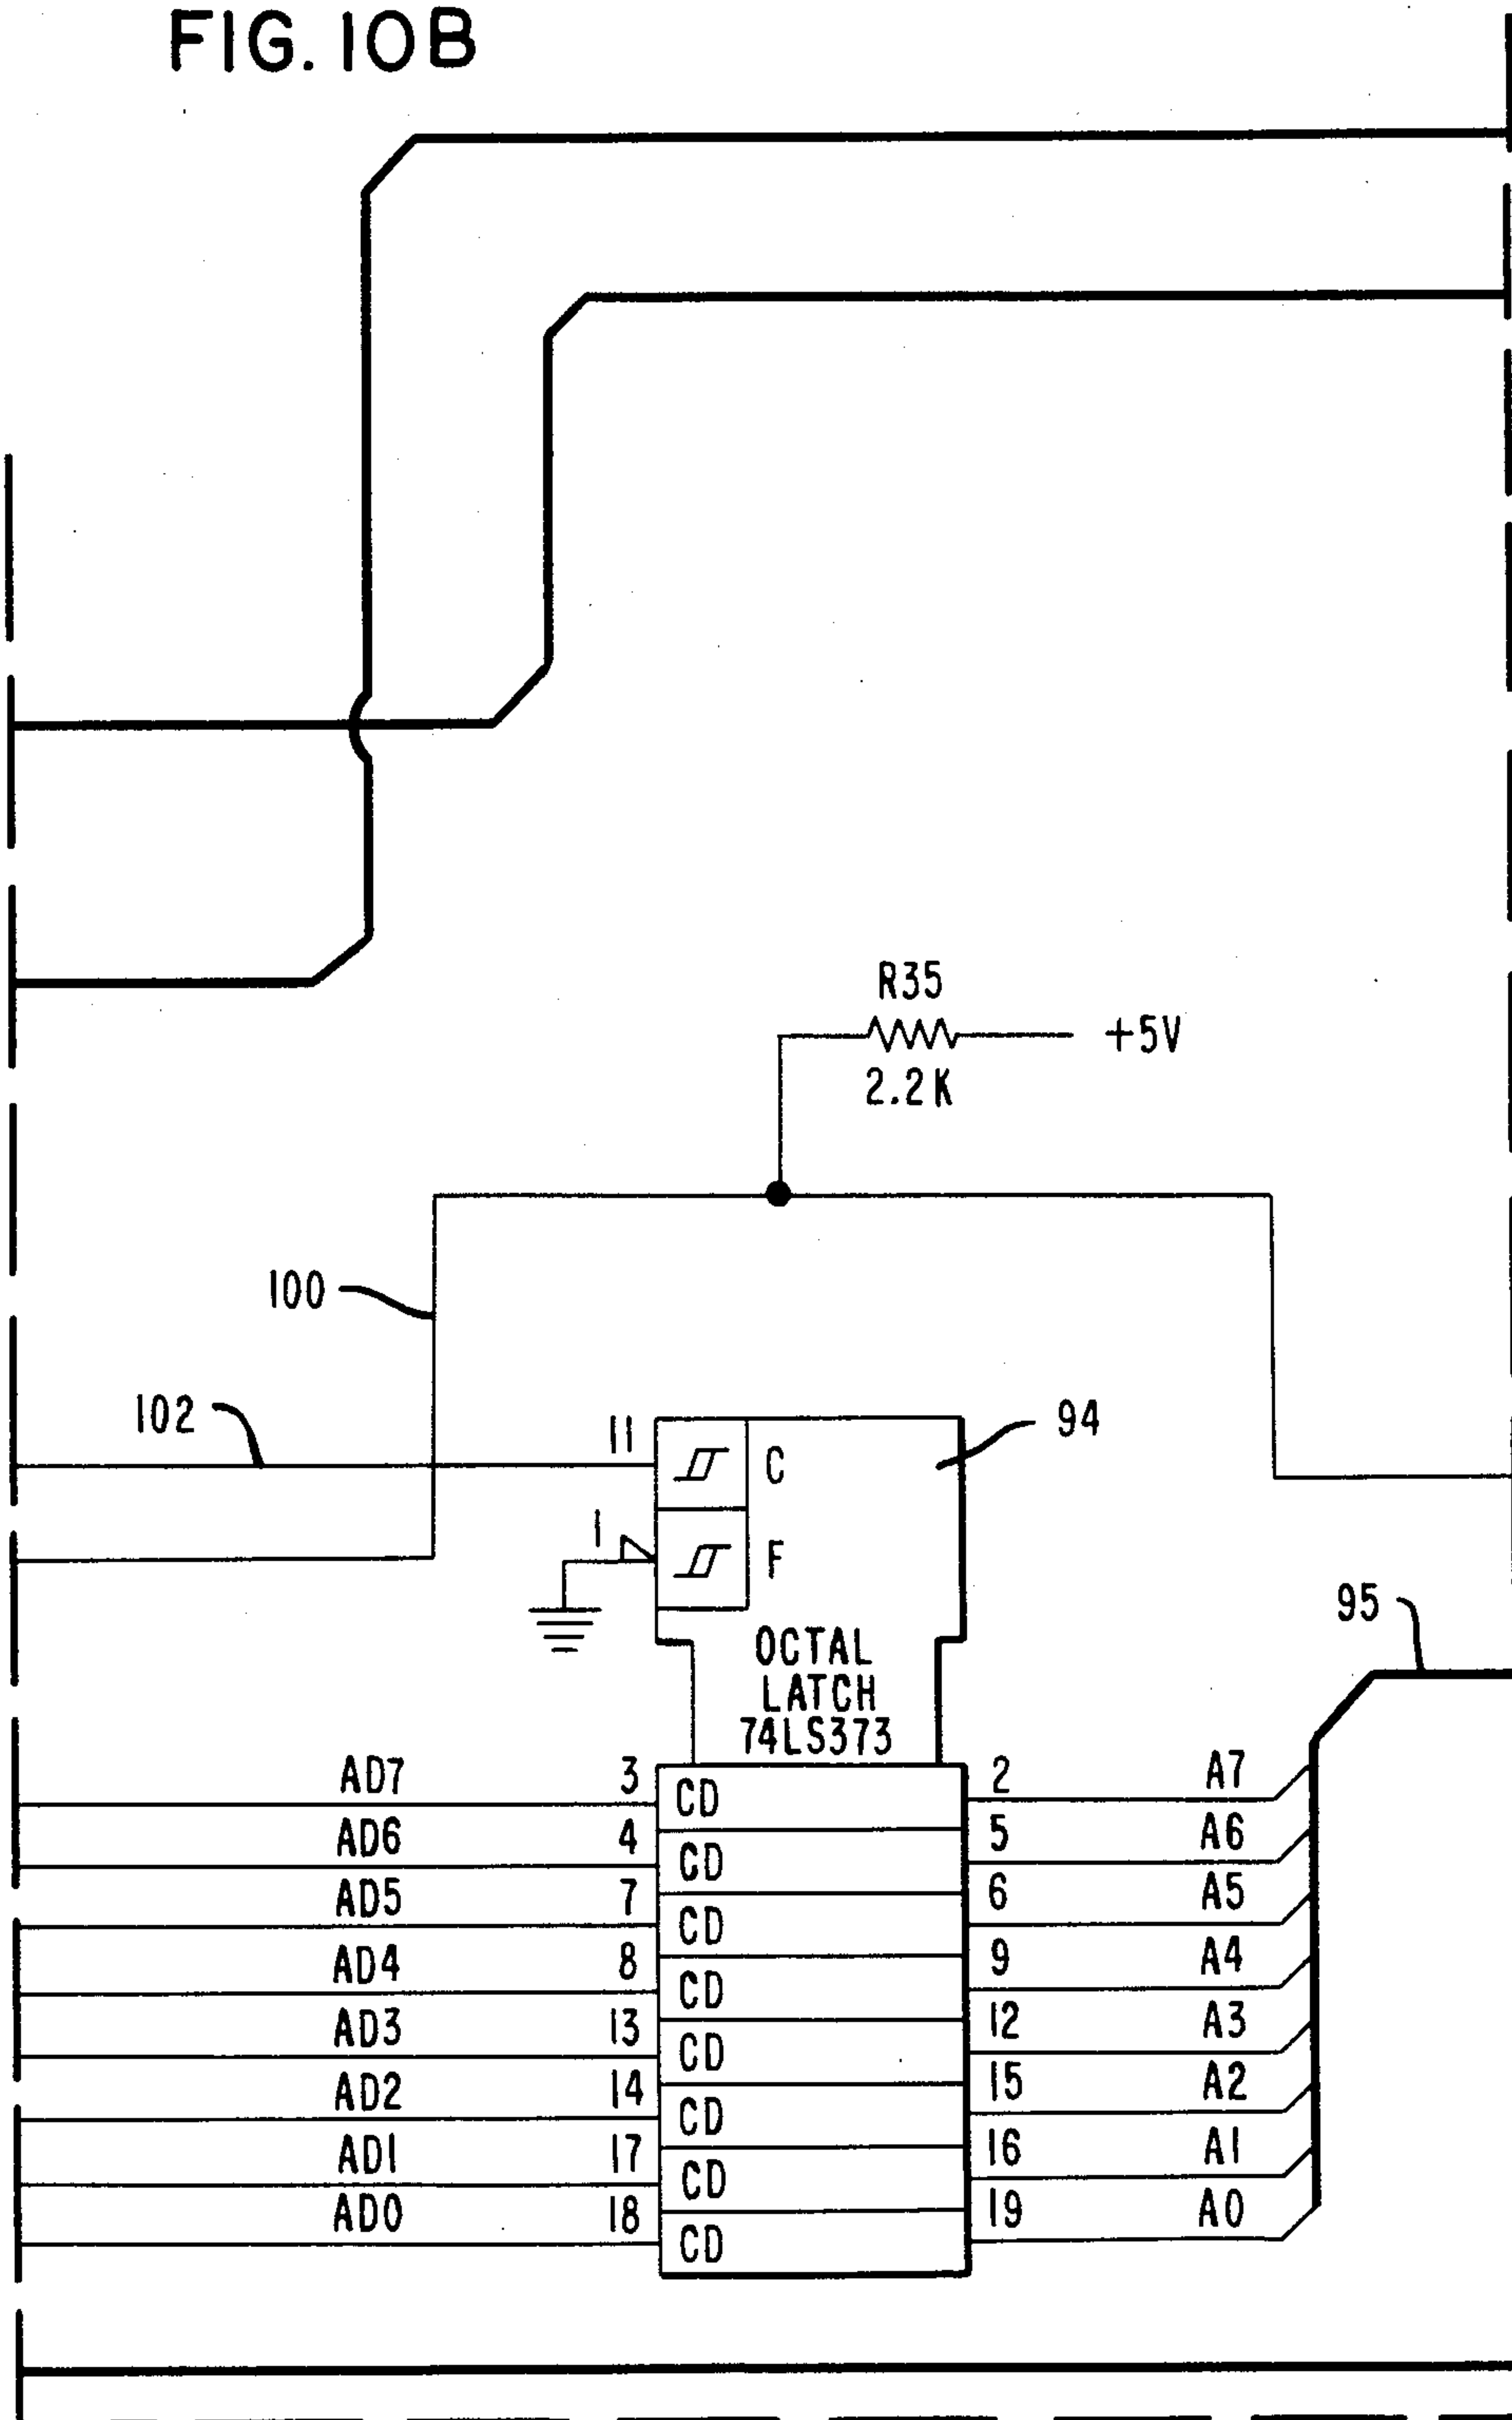 FIG. 10B
R35
+5V
2.2K
100
102
11
C
94
1
F
95
OCTAL
LATCH
74LS373
AD7 3 CD 2 A7
AD6 4 CD 5 A6
AD5 7 CD 6 A5
AD4 8 CD 9 A4
AD3 13 CD 12 A3
AD2 14 CD 15 A2
AD1 17 CD 16 A1
AD0 18 CD 19 A0